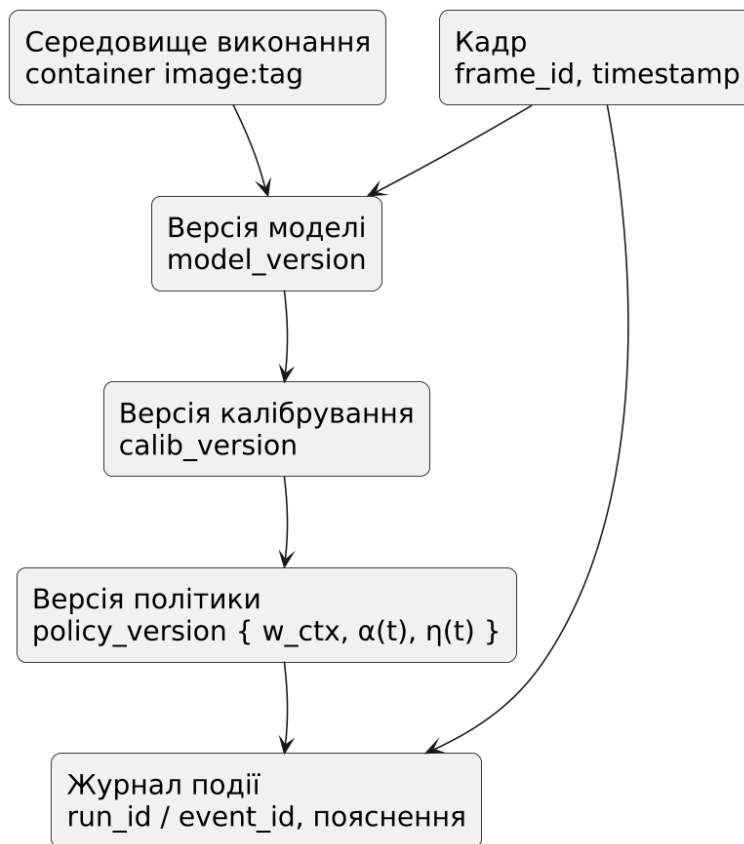 Середовище виконання
container image:tag
Кадр
frame_id, timestamp
Версія моделі
model_version
Версія калібрування
calib_version
Версія політики
policy_version { w_ctx, α(t), η(t) }
Журнал події
run_id / event_id, пояснення